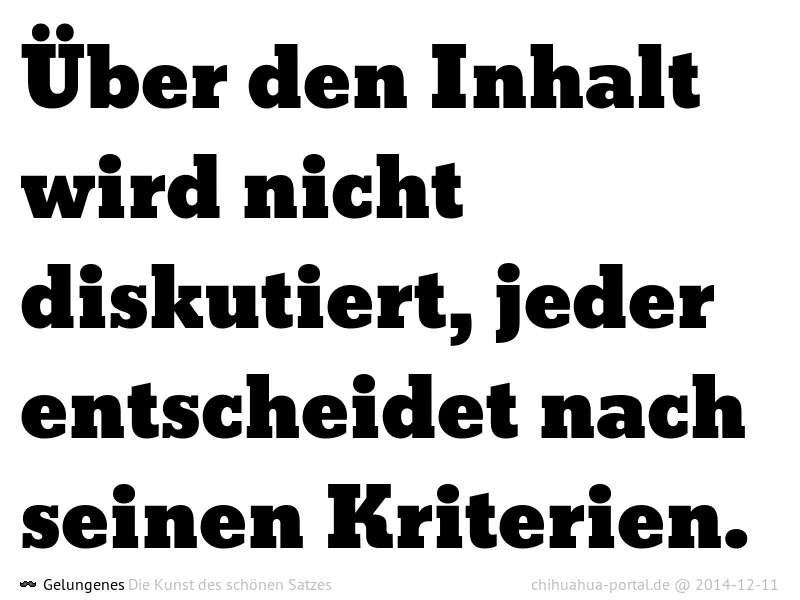 Über den Inhalt
wird nicht
diskutiert, jeder
entscheidet nach
seinen Kriterien.
Gelungenes Die Kunst des schönen Satzes chihuahua-portal.de @ 2014-12-11